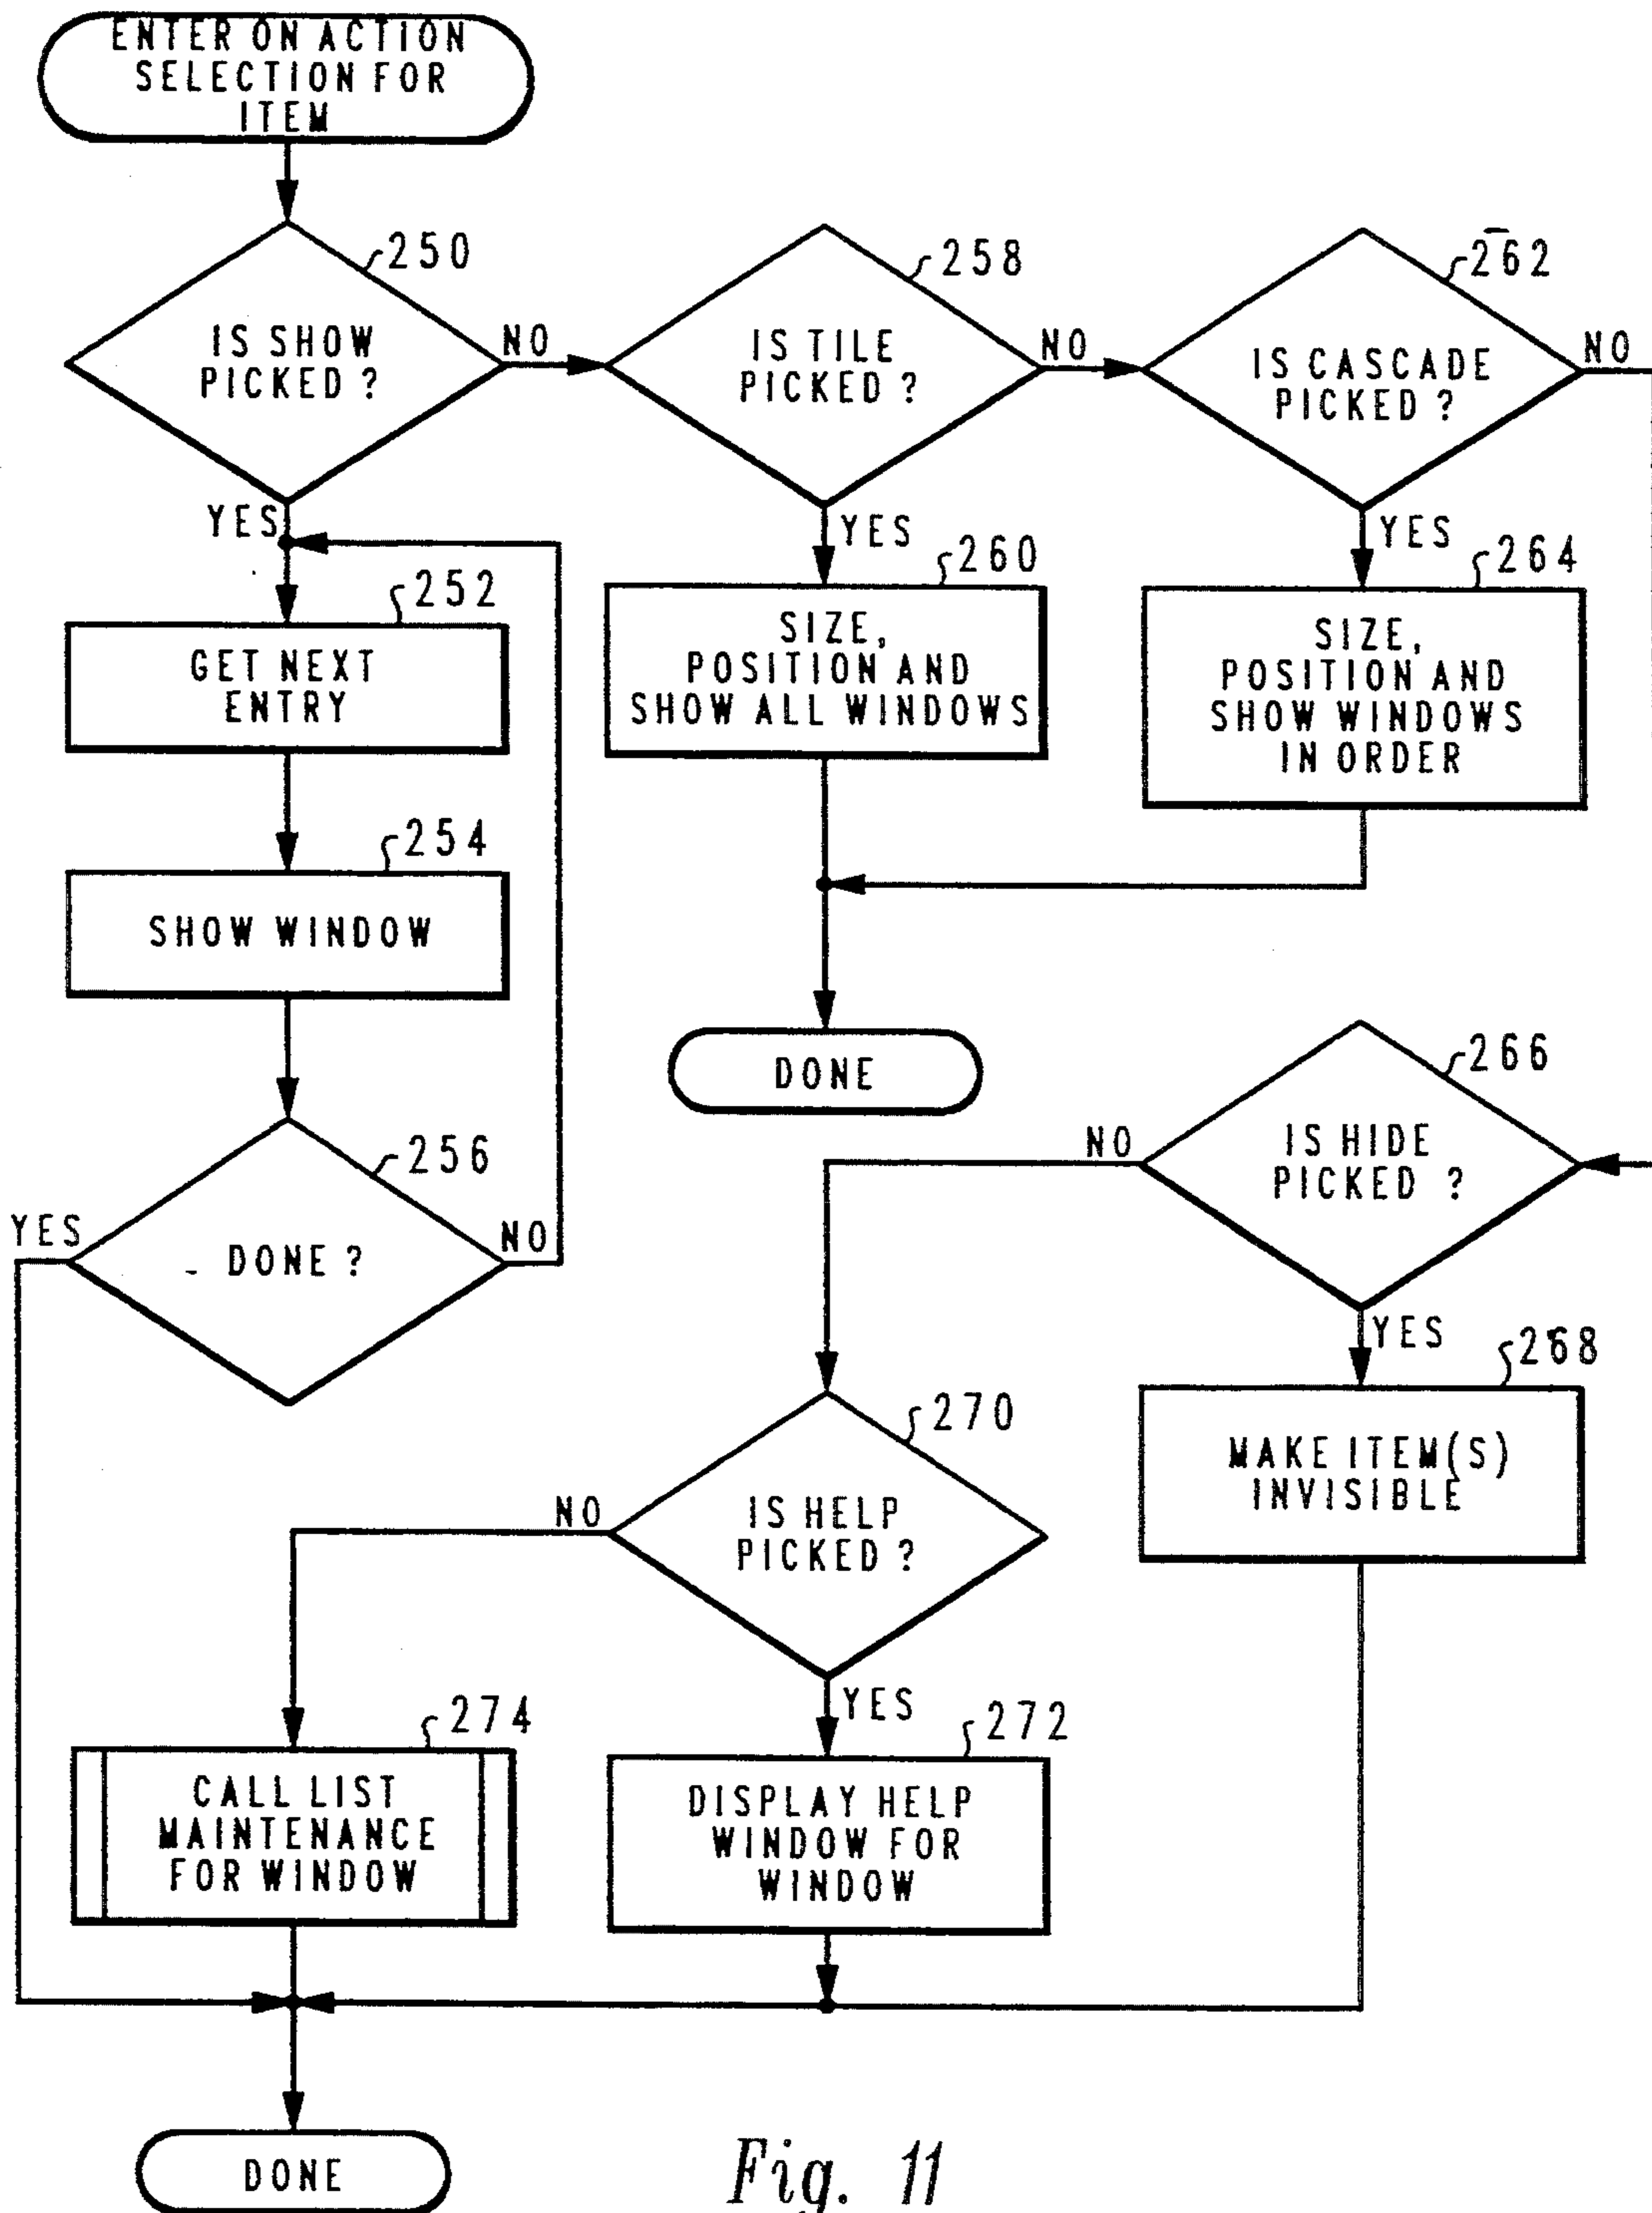 ENTER ON ACTION
SELECTION FOR
ITEM
250
IS SHOW
PICKED ?
NO
258
IS TILE
PICKED ?
NO
262
IS CASCADE
PICKED ?
NO
YES
252
GET NEXT
ENTRY
YES
260
SIZE,
POSITION AND
SHOW ALL WINDOWS
YES
264
SIZE,
POSITION AND
SHOW WINDOWS
IN ORDER
254
SHOW WINDOW
DONE
256
DONE ?
YES
NO
266
IS HIDE
PICKED ?
NO
YES
268
MAKE ITEM(S)
INVISIBLE
270
IS HELP
PICKED ?
NO
YES
274
CALL LIST
MAINTENANCE
FOR WINDOW
272
DISPLAY HELP
WINDOW FOR
WINDOW
DONE
Fig. 11